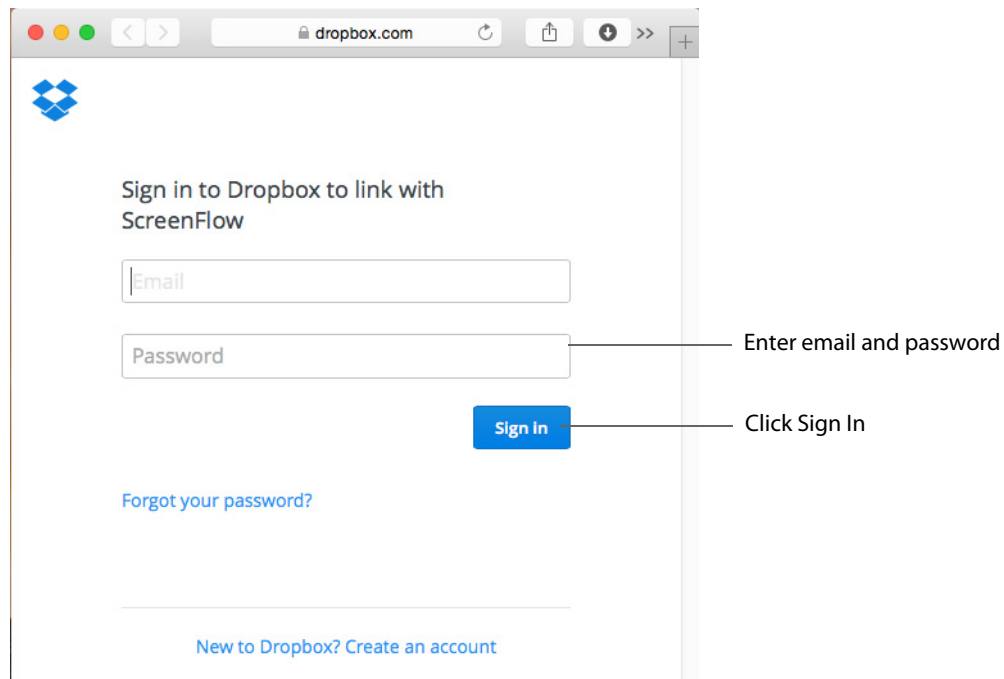 dropbox.com
>>
Sign in to Dropbox to link with
ScreenFlow
Email
Password
Enter email and password
Sign in
Click Sign In
Forgot your password?
New to Dropbox? Create an account